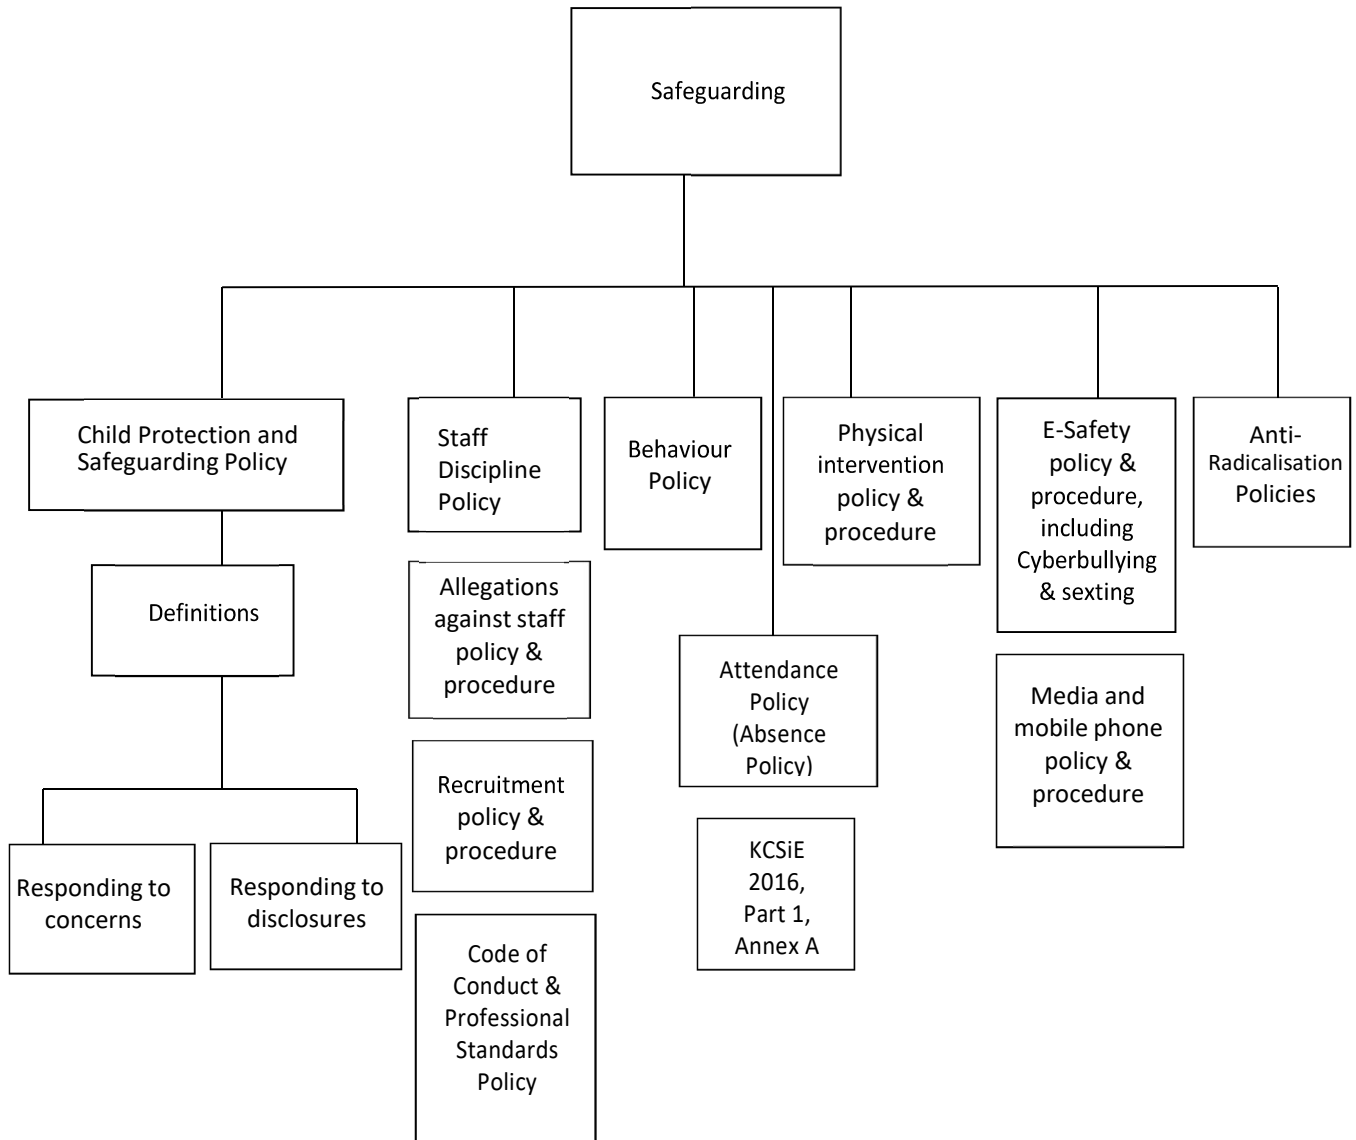 Safeguarding
Child Protection and
Safeguarding Policy
Staff
Discipline
Policy
Behaviour
Policy
Physical
intervention
policy &
procedure
E-Safety
policy &
procedure,
including
Cyberbullying
& sexting
Anti-
Radicalisation
Policies
Definitions
Allegations
against staff
policy &
procedure
Attendance
Policy
(Absence
Policy)
Media and
mobile phone
policy &
procedure
Recruitment
policy &
procedure
Responding to
concerns
Responding to
disclosures
KCSiE
2016,
Part 1,
Annex A
Code of
Conduct &
Professional
Standards
Policy